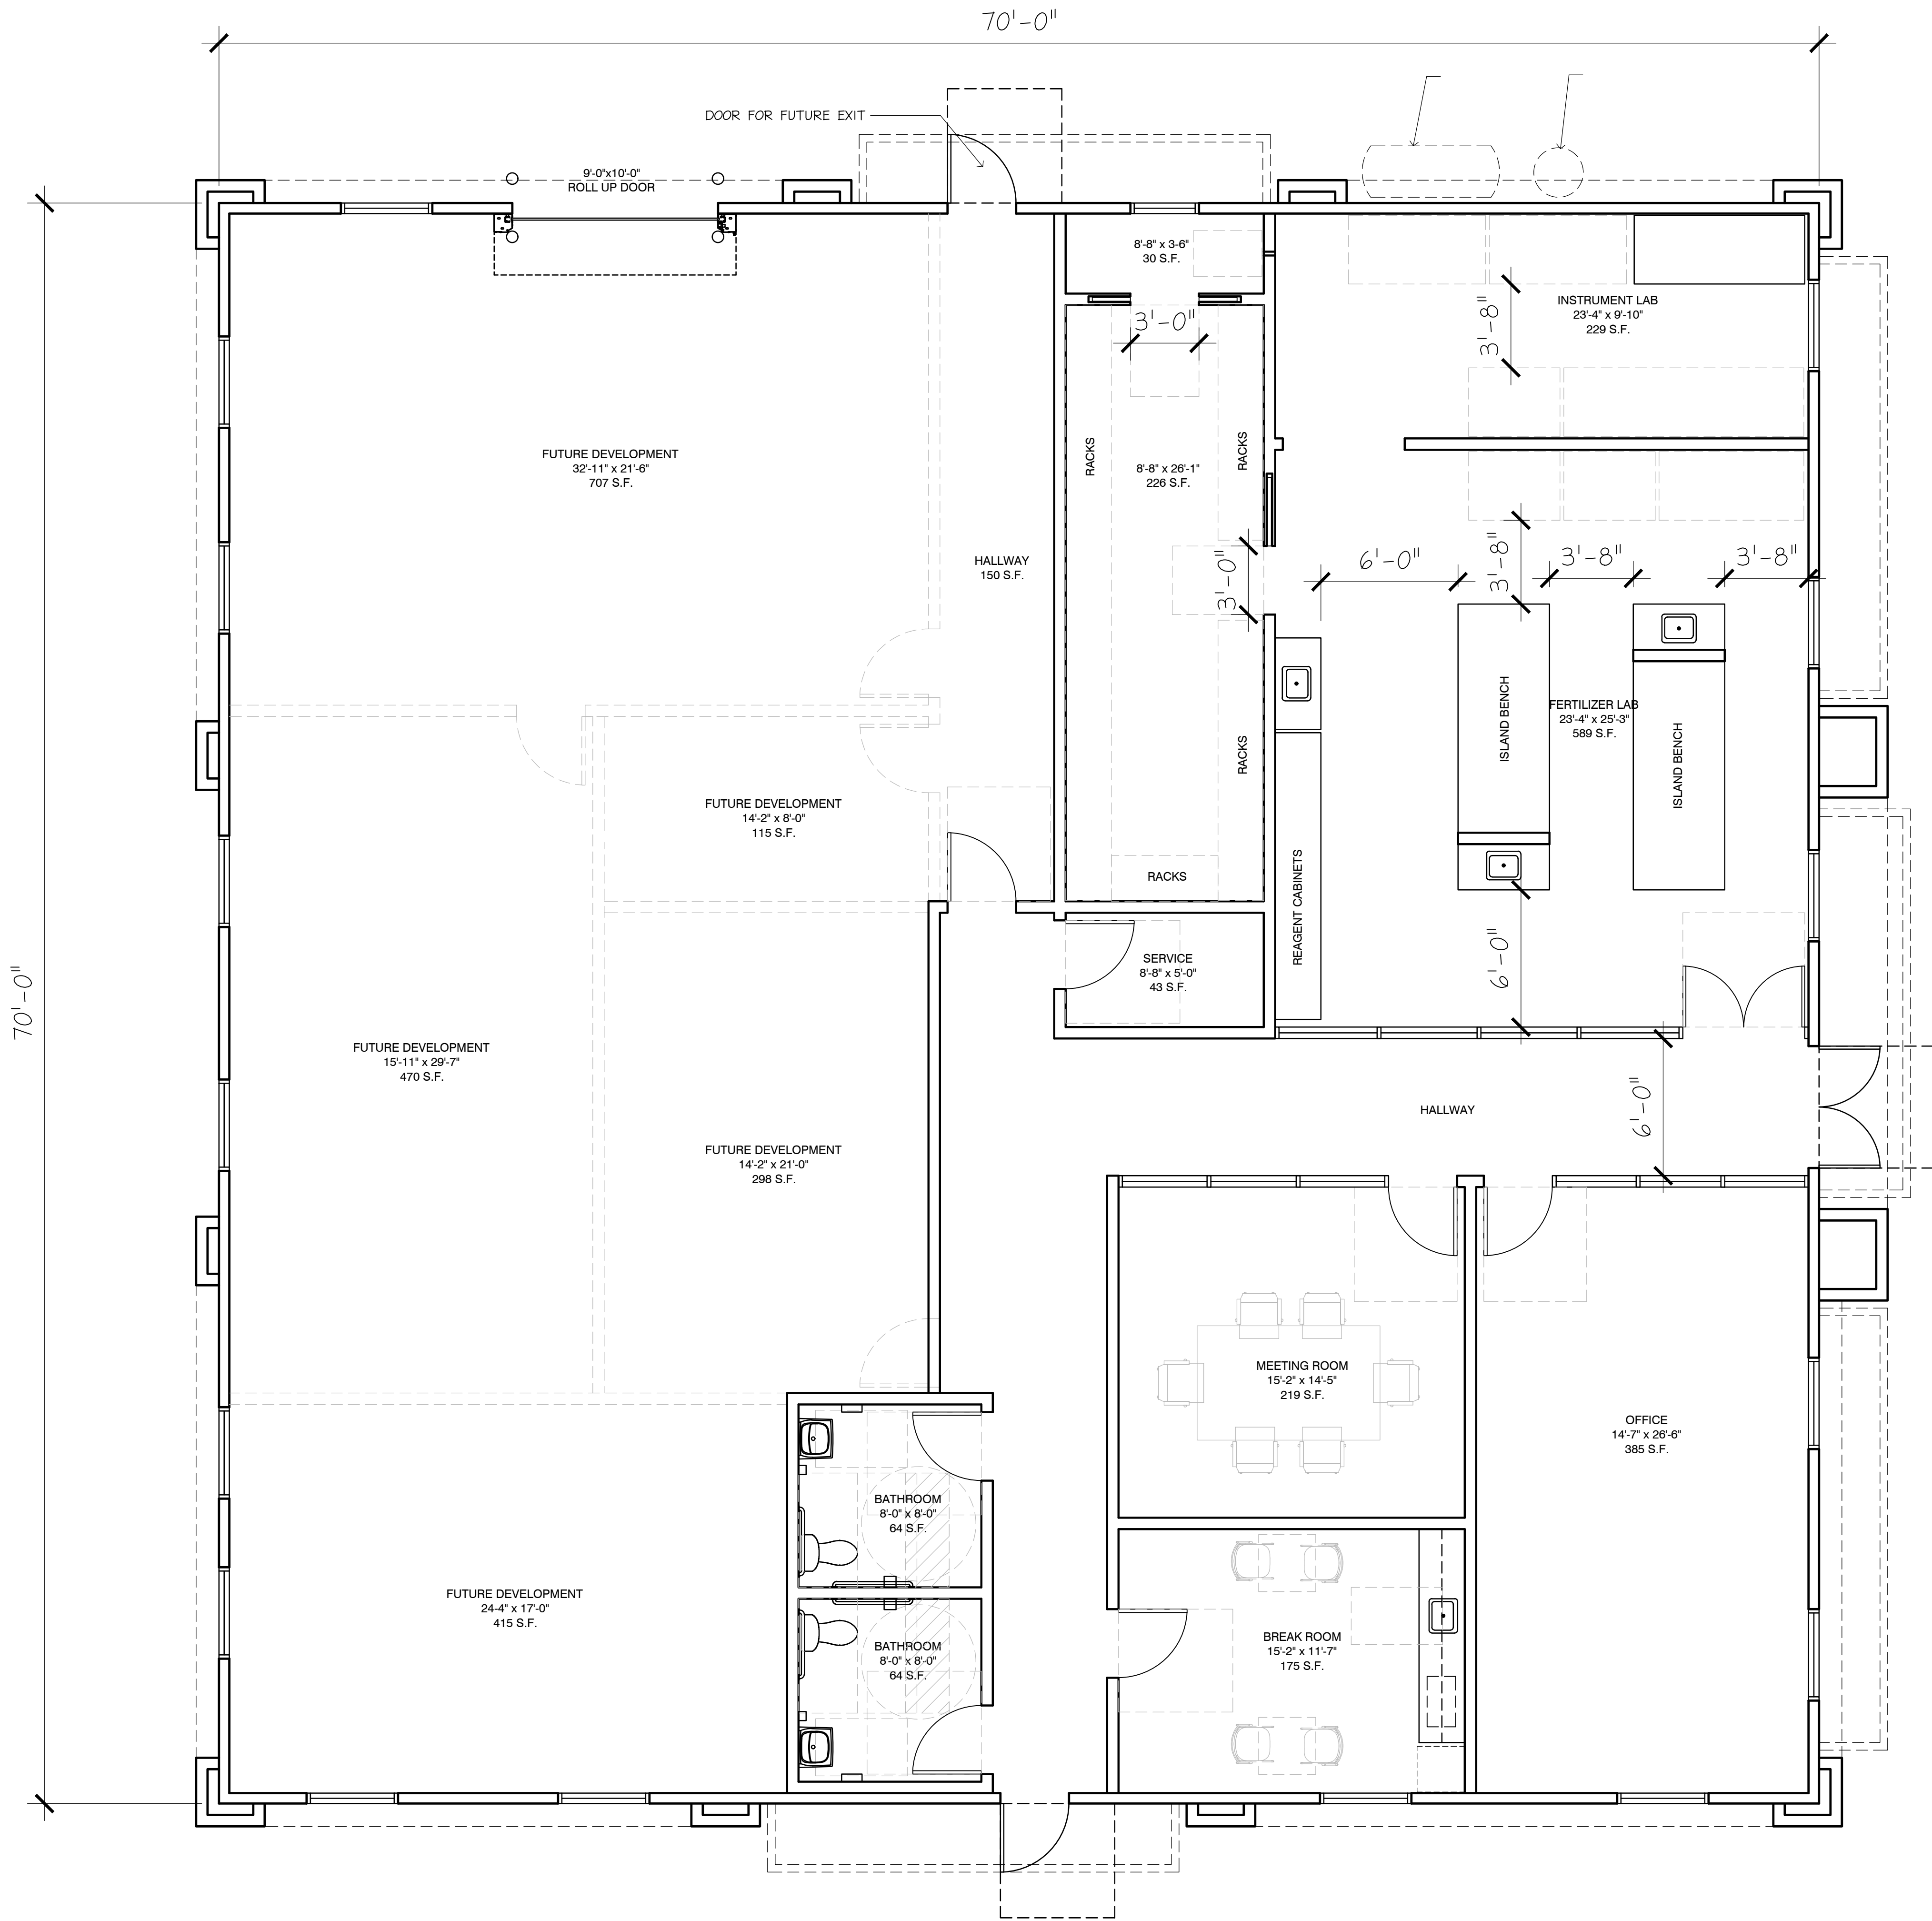 70'-0"
DOOR FOR FUTURE EXIT
9'-0"x10'-0"
ROLL UP DOOR
8'-8" x 3-6"
30 S.F.
INSTRUMENT LAB
23'-4" x 9'-10"
229 S.F.
3'-8"
3'-0"
FUTURE DEVELOPMENT
32'-11" x 21'-6"
707 S.F.
RACKS
8'-8" x 26'-1"
226 S.F.
RACKS
HALLWAY
150 S.F.
3'-0"
6'-0"
3'-8"
3'-8"
3'-8"
ISLAND BENCH
FERTILIZER LAB
23'-4" x 25'-3"
589 S.F.
ISLAND BENCH
RACKS
FUTURE DEVELOPMENT
14'-2" x 8'-0"
115 S.F.
RACKS
REAGENT CABINETS
SERVICE
8'-8" x 5'-0"
43 S.F.
6'-0"
70'-0"
FUTURE DEVELOPMENT
15'-11" x 29'-7"
470 S.F.
HALLWAY
6'-0"
FUTURE DEVELOPMENT
14'-2" x 21'-0"
298 S.F.
MEETING ROOM
15'-2" x 14'-5"
219 S.F.
OFFICE
14'-7" x 26'-6"
385 S.F.
BATHROOM
8'-0" x 8'-0"
64 S.F.
FUTURE DEVELOPMENT
24-4" x 17'-0"
415 S.F.
BATHROOM
8'-0" x 8'-0"
64 S.F.
BREAK ROOM
15'-2" x 11'-7"
175 S.F.